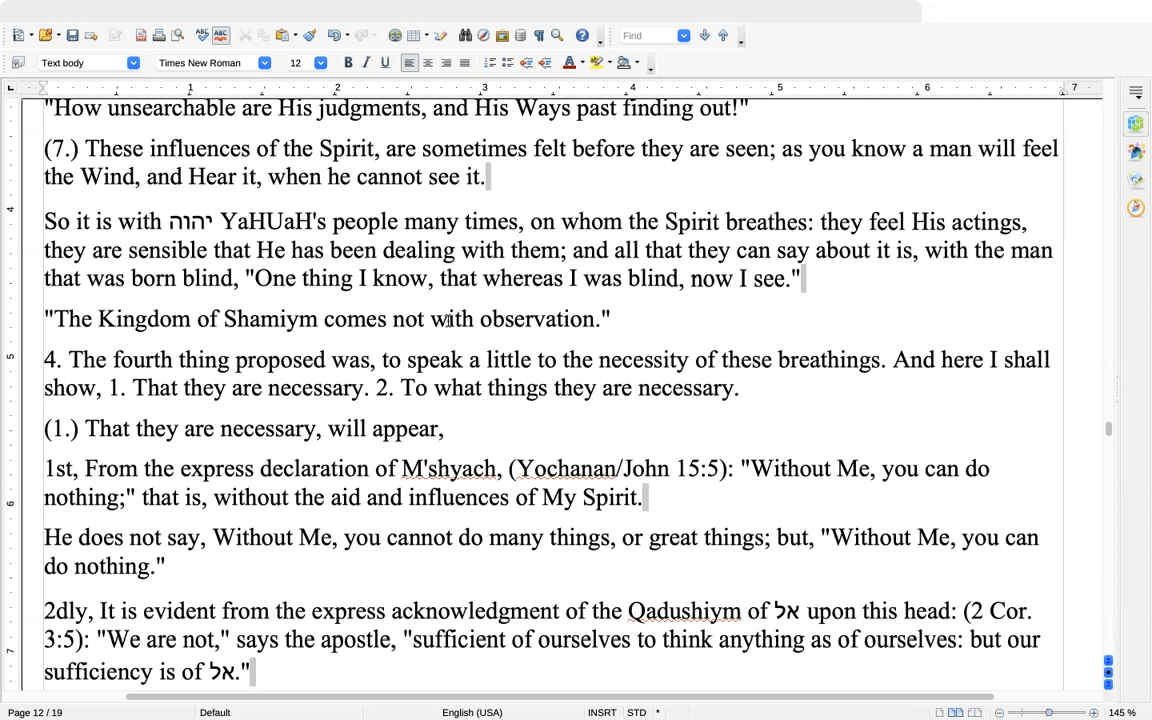 Find
Text body
Times New Roman
12
1 2 3 4 5 6 7
"How unsearchable are His judgments, and His Ways past finding out!"
(7.) These influences of the Spirit, are sometimes felt before they are seen; as you know a man will feel
the Wind, and Hear it, when he cannot see it.
So it is with יהוה YaHUaH's people many times, on whom the Spirit breathes: they feel His actings,
they are sensible that He has been dealing with them; and all that they can say about it is, with the man
that was born blind, "One thing I know, that whereas I was blind, now I see."
"The Kingdom of Shamiym comes not with observation."
4. The fourth thing proposed was, to speak a little to the necessity of these breathings. And here I shall
show, 1. That they are necessary. 2. To what things they are necessary.
(1.) That they are necessary, will appear,
1st, From the express declaration of M'shyach, (Yochanan/John 15:5): "Without Me, you can do
nothing;" that is, without the aid and influences of My Spirit.
He does not say, Without Me, you cannot do many things, or great things; but, "Without Me, you can
do nothing."
2dly, It is evident from the express acknowledgment of the Qadushiym of אל upon this head: (2 Cor.
3:5): "We are not," says the apostle, "sufficient of ourselves to think anything as of ourselves: but our
sufficiency is of אל."
4
5
6
7
Page 12 / 19
Default
English (USA)
INSRT
STD
*
145 %